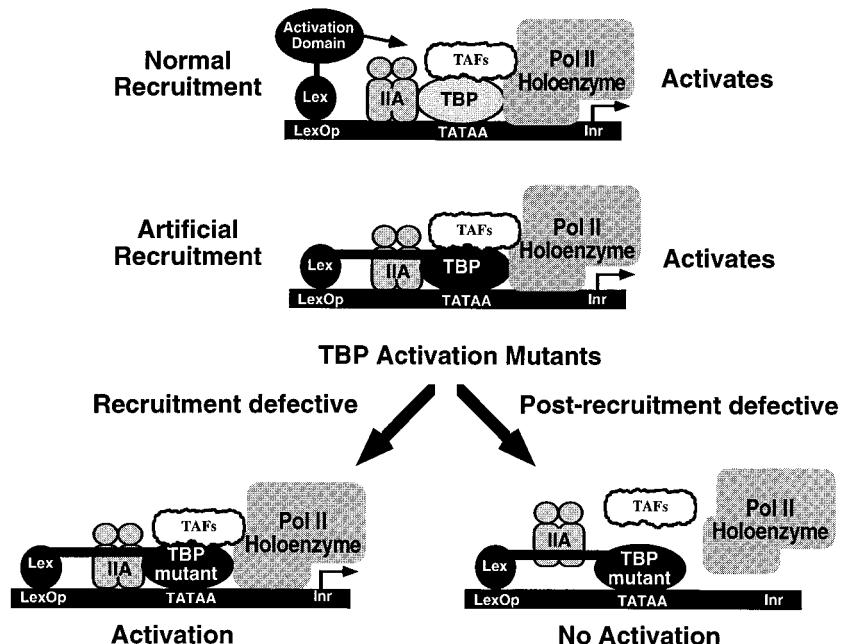 Activation
Domain
Normal
Recruitment
TAFs
Pol II
Holoenzyme
Activates
Lex
IIA
TBP
LexOp
TATAA
Inr
Artificial
Recruitment
TAFs
Pol II
Holoenzyme
Activates
Lex
IIA
TBP
LexOp
TATAA
Inr
TBP Activation Mutants
Recruitment defective
Post-recruitment defective
TAFs
Pol II
Holoenzyme
Lex
IIA
TBP
mutant
LexOp
TATAA
Inr
Activation
TAFs
Pol II
Holoenzyme
IIA
Lex
TBP
mutant
LexOp
TATAA
Inr
No Activation